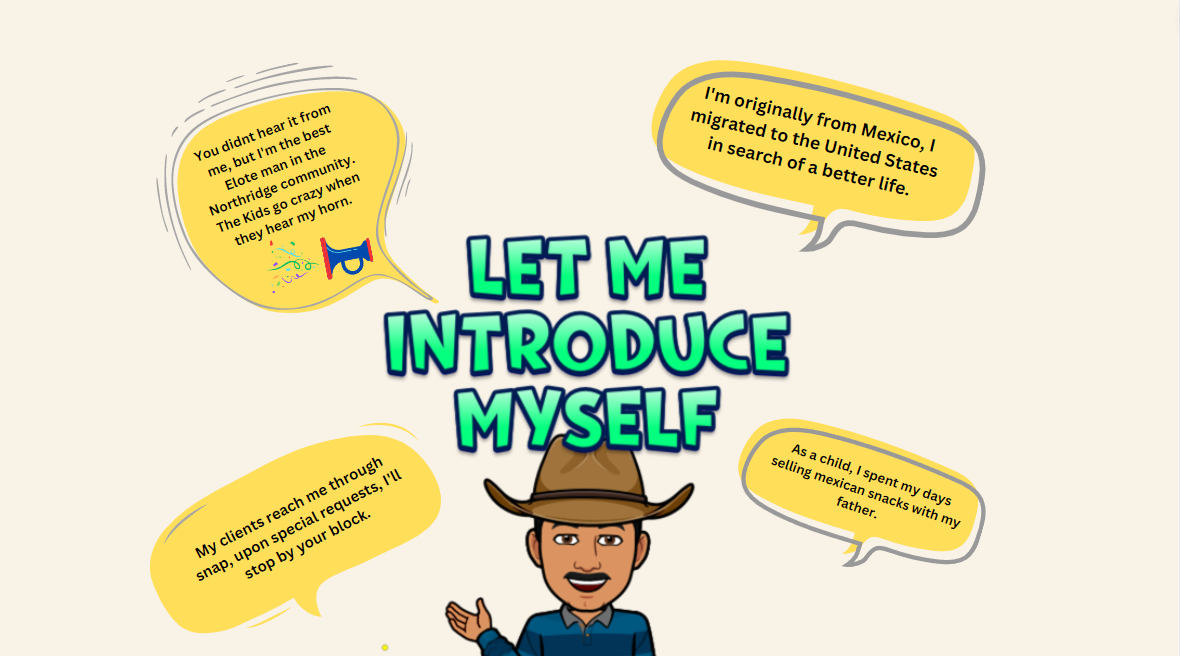 You didnt hear it from
me, but I'm the best
Elote man in the
Northridge community.
The Kids go crazy when
they hear my horn.
I'm originally from Mexico, I
migrated to the United States
in search of a better life.
LET ME
INTRODUCE
MYSELF
My clients reach me through
snap, upon special requests, I'll
stop by your block.
As a child, I spent my days
selling mexican snacks with my
father.